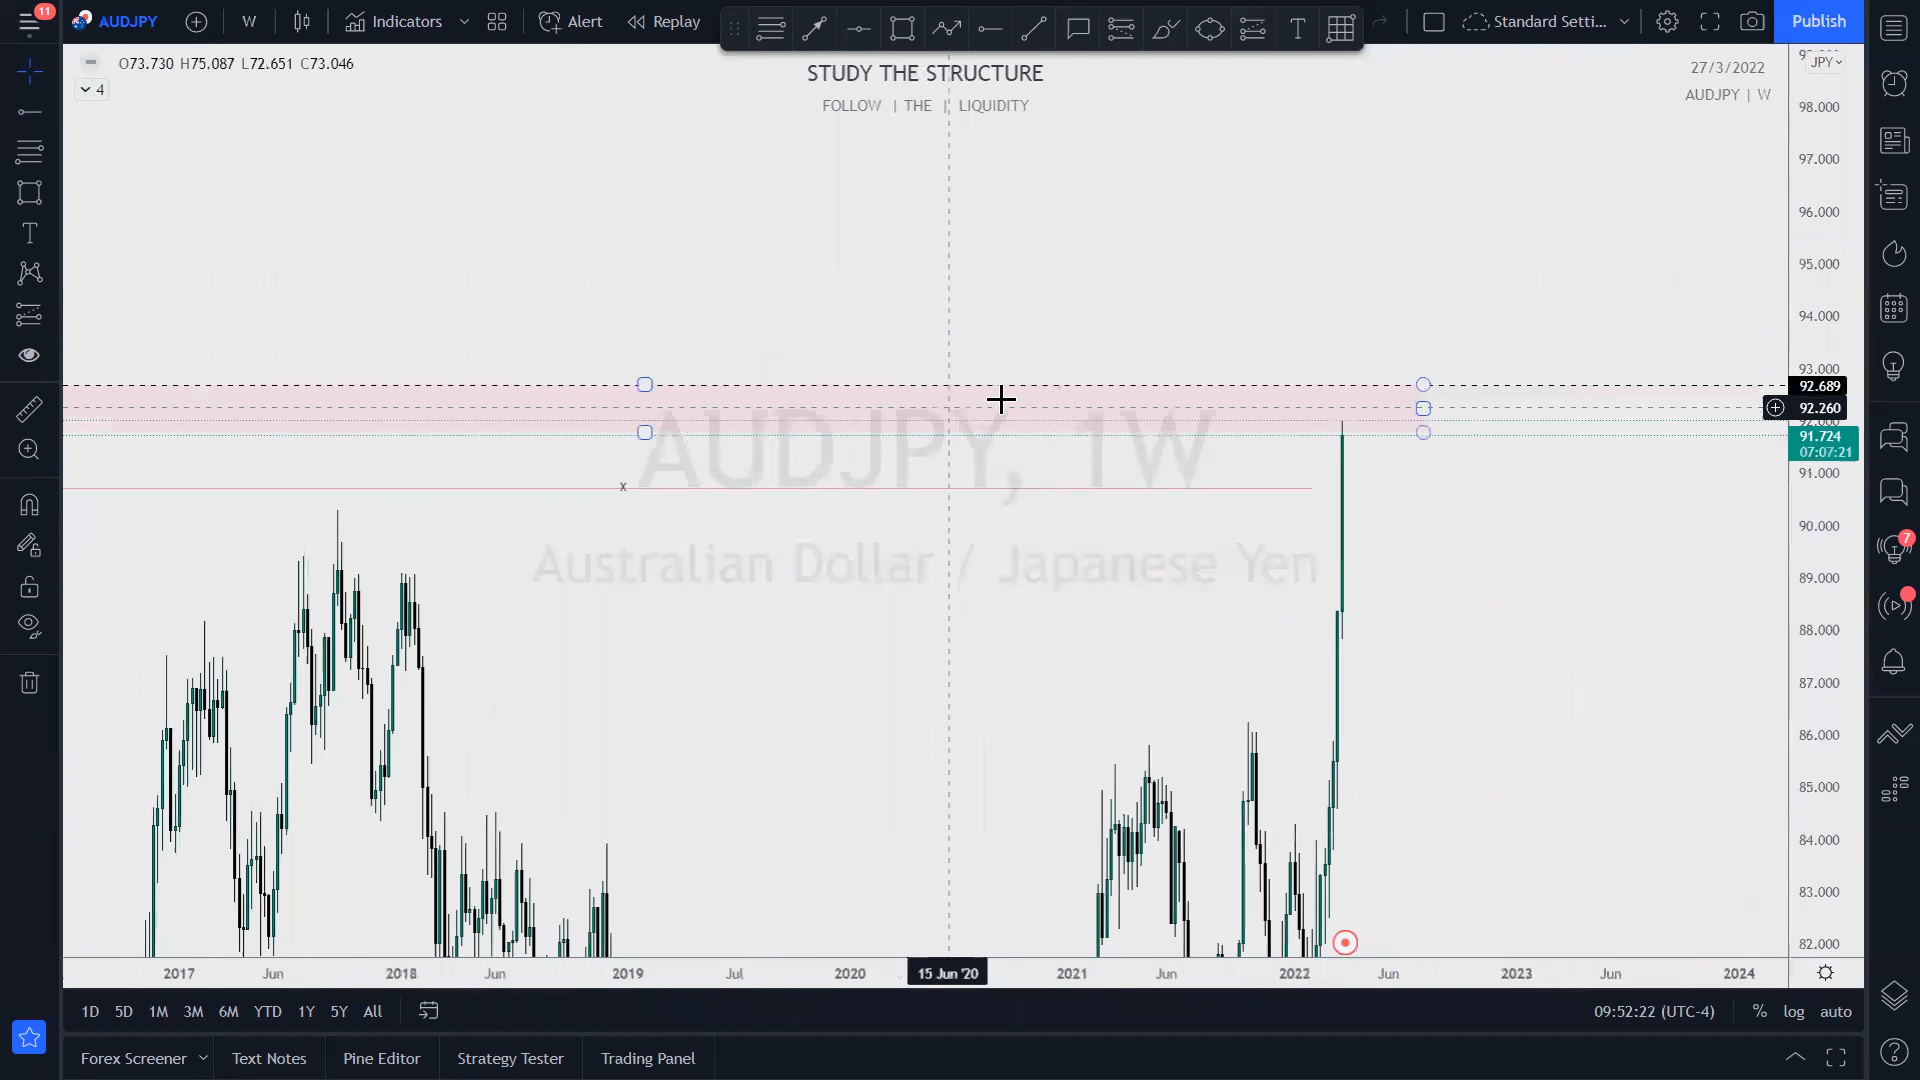 11
AUDJPY
W
Indicators
Alert
Replay
T
Standard Setti...
Publish
O73.730 H75.087 L72.651 C73.046
4
STUDY THE STRUCTURE
FOLLOW | THE | LIQUIDITY
27/3/2022
AUDJPY | W
JPY
98.000
97.000
96.000
95.000
94.000
93.000
92.689
92.260
92.000
91.724
07:07:21
91.000
90.000
89.000
88.000
87.000
86.000
85.000
84.000
83.000
82.000
AUDJPY, 1W
x
Australian Dollar / Japanese Yen
T
7
2017
Jun
2018
Jun
2019
Jul
2020
15 Jun '20
2021
Jun
2022
Jun
2023
Jun
2024
1D 5D 1M 3M 6M YTD 1Y 5Y All
09:52:22 (UTC-4)
% log auto
Forex Screener
Text Notes
Pine Editor
Strategy Tester
Trading Panel